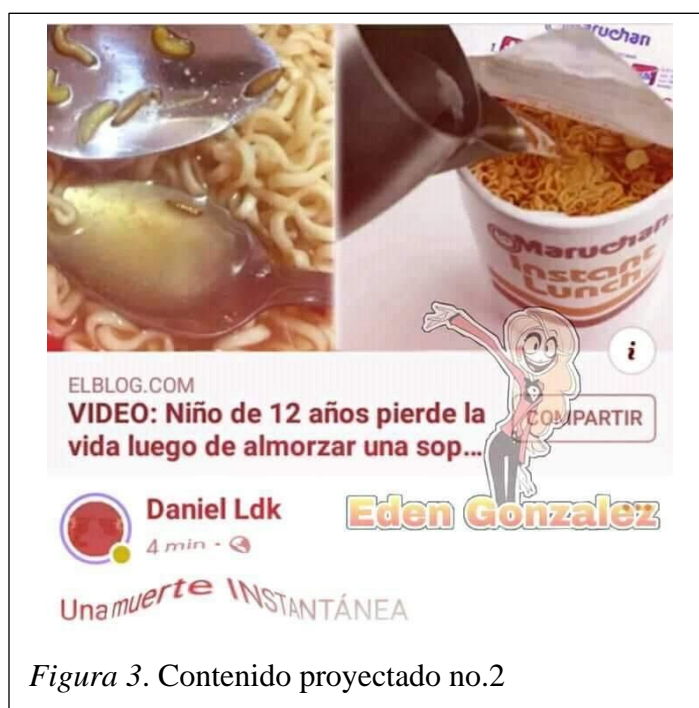 Maruchan
Maruchan
Instant
Lunch
i
ELBLOG.COM
VIDEO: Niño de 12 años pierde la
vida luego de almorzar una sop...
COMPARTIR
Daniel Ldk
4 min ·
Eden Gonzalez
Una muerte INSTANTÁNEA
Figura 3. Contenido proyectado no.2